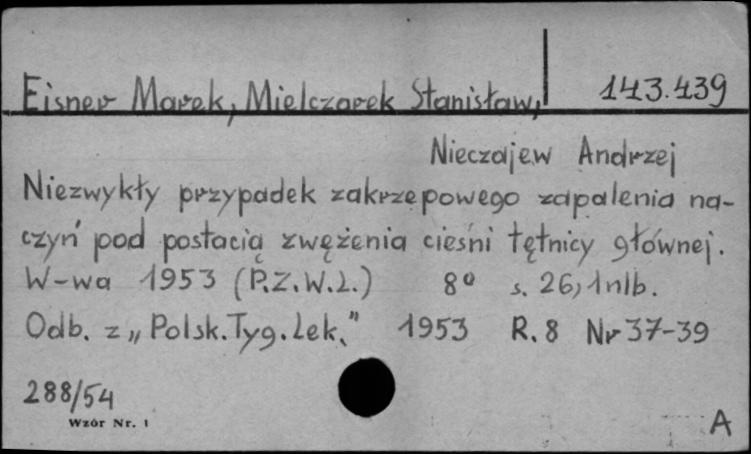 Eisner Marek, Mielczarek Stanisław, 143.439
Nieczajew Andrzej
Niezwykły przypadek zakrzepowego zapalenia na-
czyń pod postacią zwężenia cieśni tętnicy głównej.
W-wa 1953 (P.Z.W.L.) 8° s. 26, 1 nlb.
Odb. z „Polsk. Tyg. Lek." 1953 R. 8 Nr 37-39
288/54
Wzór Nr. 1
A